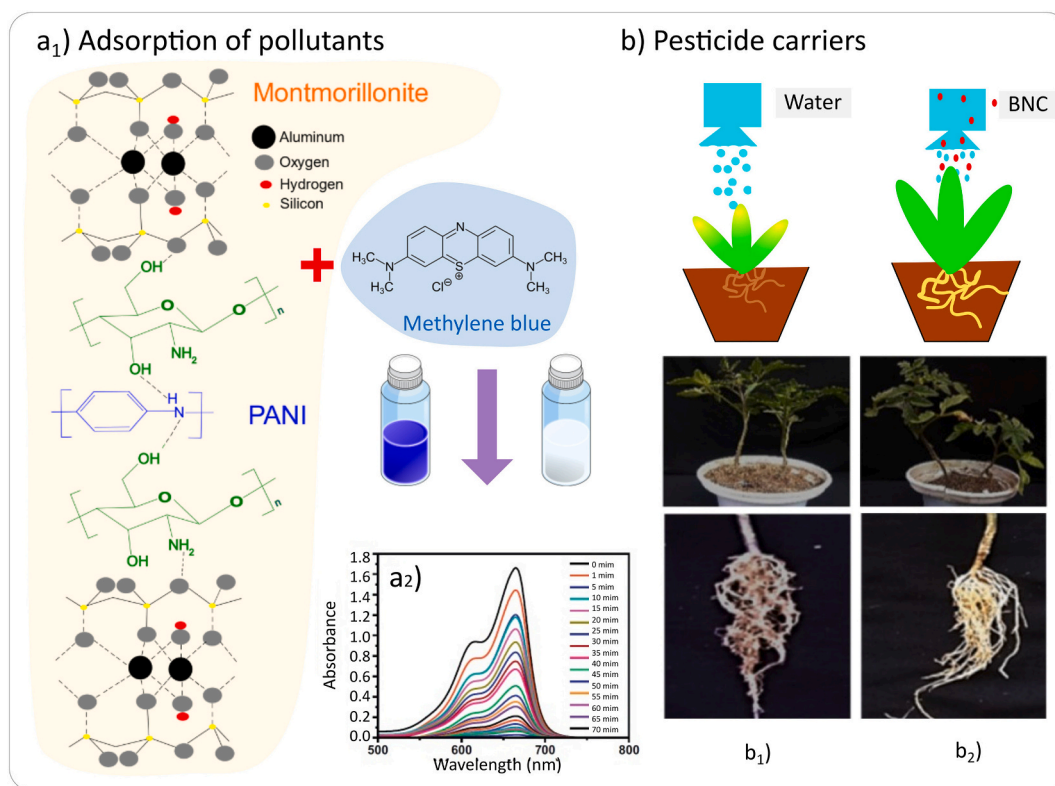 a1) Adsorption of pollutants
Montmorillonite
Aluminum
Oxygen
Hydrogen
Silicon
OH
O
O
n
NH2
OH
H
N
PANI
n
OH
O
O
n
NH2
OH
N
H3C
N
CH3
S
⊕
Cl⊖
N
CH3
CH3
Methylene blue
a2)
Absorbance
1.8
1.6
1.4
1.2
1.0
0.8
0.6
0.4
0.2
0.0
500
600
700
800
Wavelength (nm)
0 mim
1 mim
5 mim
10 mim
15 mim
20 mim
25 mim
30 mim
35 mim
40 mim
45 mim
50 mim
55 mim
60 mim
65 mim
70 mim
b) Pesticide carriers
Water
BNC
b1)
b2)